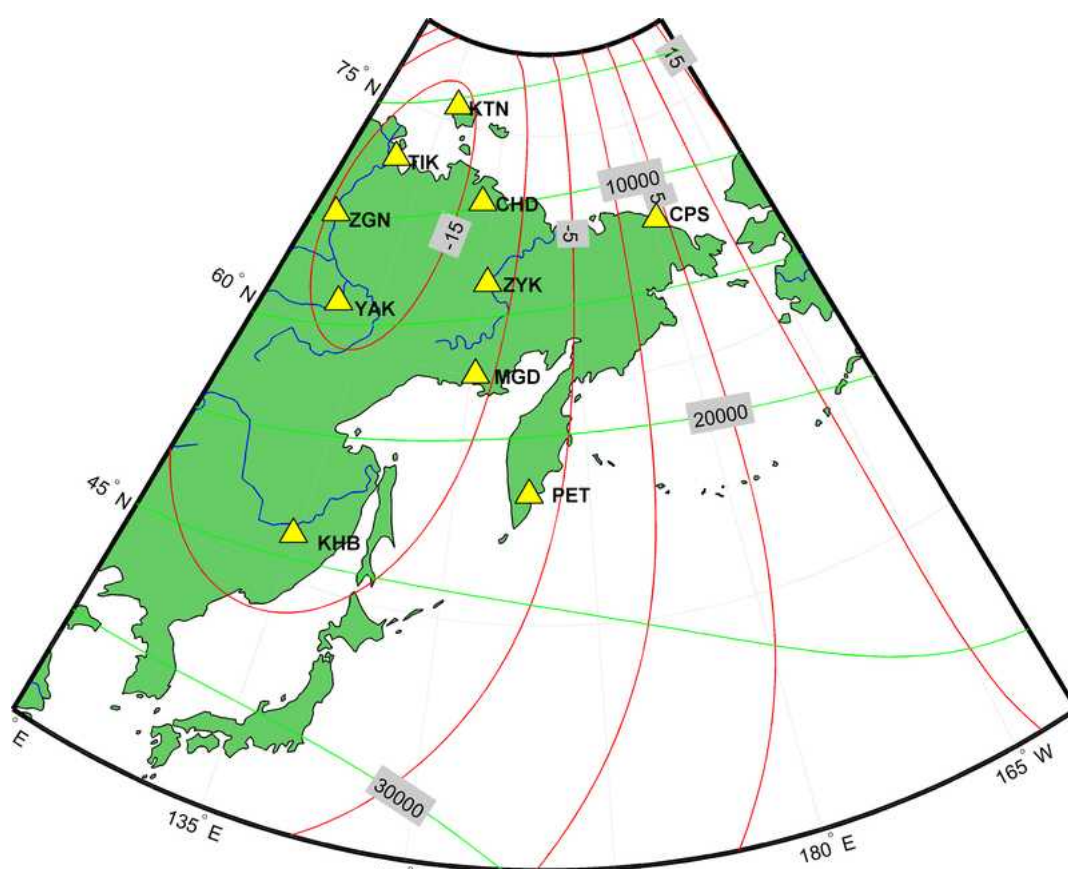 75°N
15
KTN
TIK
10000
5
CHD
CPS
ZGN
-15
-5
60°N
ZYK
YAK
MGD
20000
45°N
PET
KHB
°E
165°W
30000
135°E
180°E